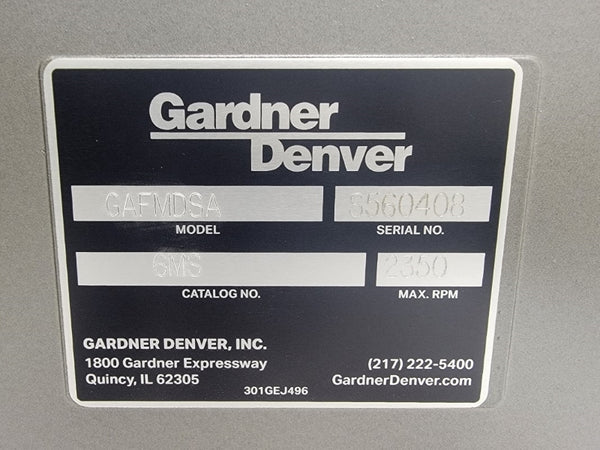 Gardner
Denver
GAFMDSA S560408
MODEL SERIAL NO.
6MS 2350
CATALOG NO. MAX. RPM
GARDNER DENVER, INC.
1800 Gardner Expressway (217) 222-5400
Quincy, IL 62305 GardnerDenver.com
301GEJ496